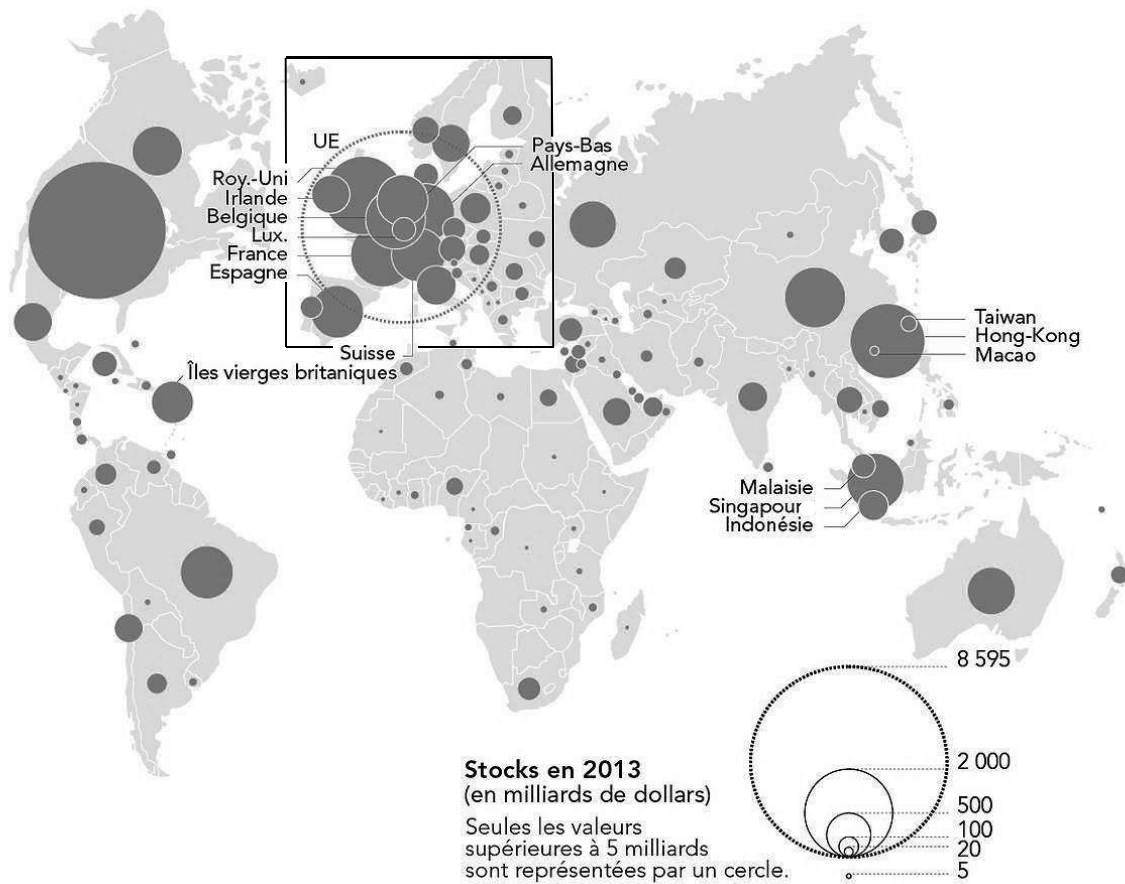 UE
Pays-Bas
Allemagne
Roy.-Uni
Irlande
Belgique
Lux.
France
Espagne
Suisse
Îles vierges britaniques
Taiwan
Hong-Kong
Macao
Malaisie
Singapour
Indonésie
8 595
2 000
500
100
20
5
Stocks en 2013
(en milliards de dollars)
Seules les valeurs
supérieures à 5 milliards
sont représentées par un cercle.